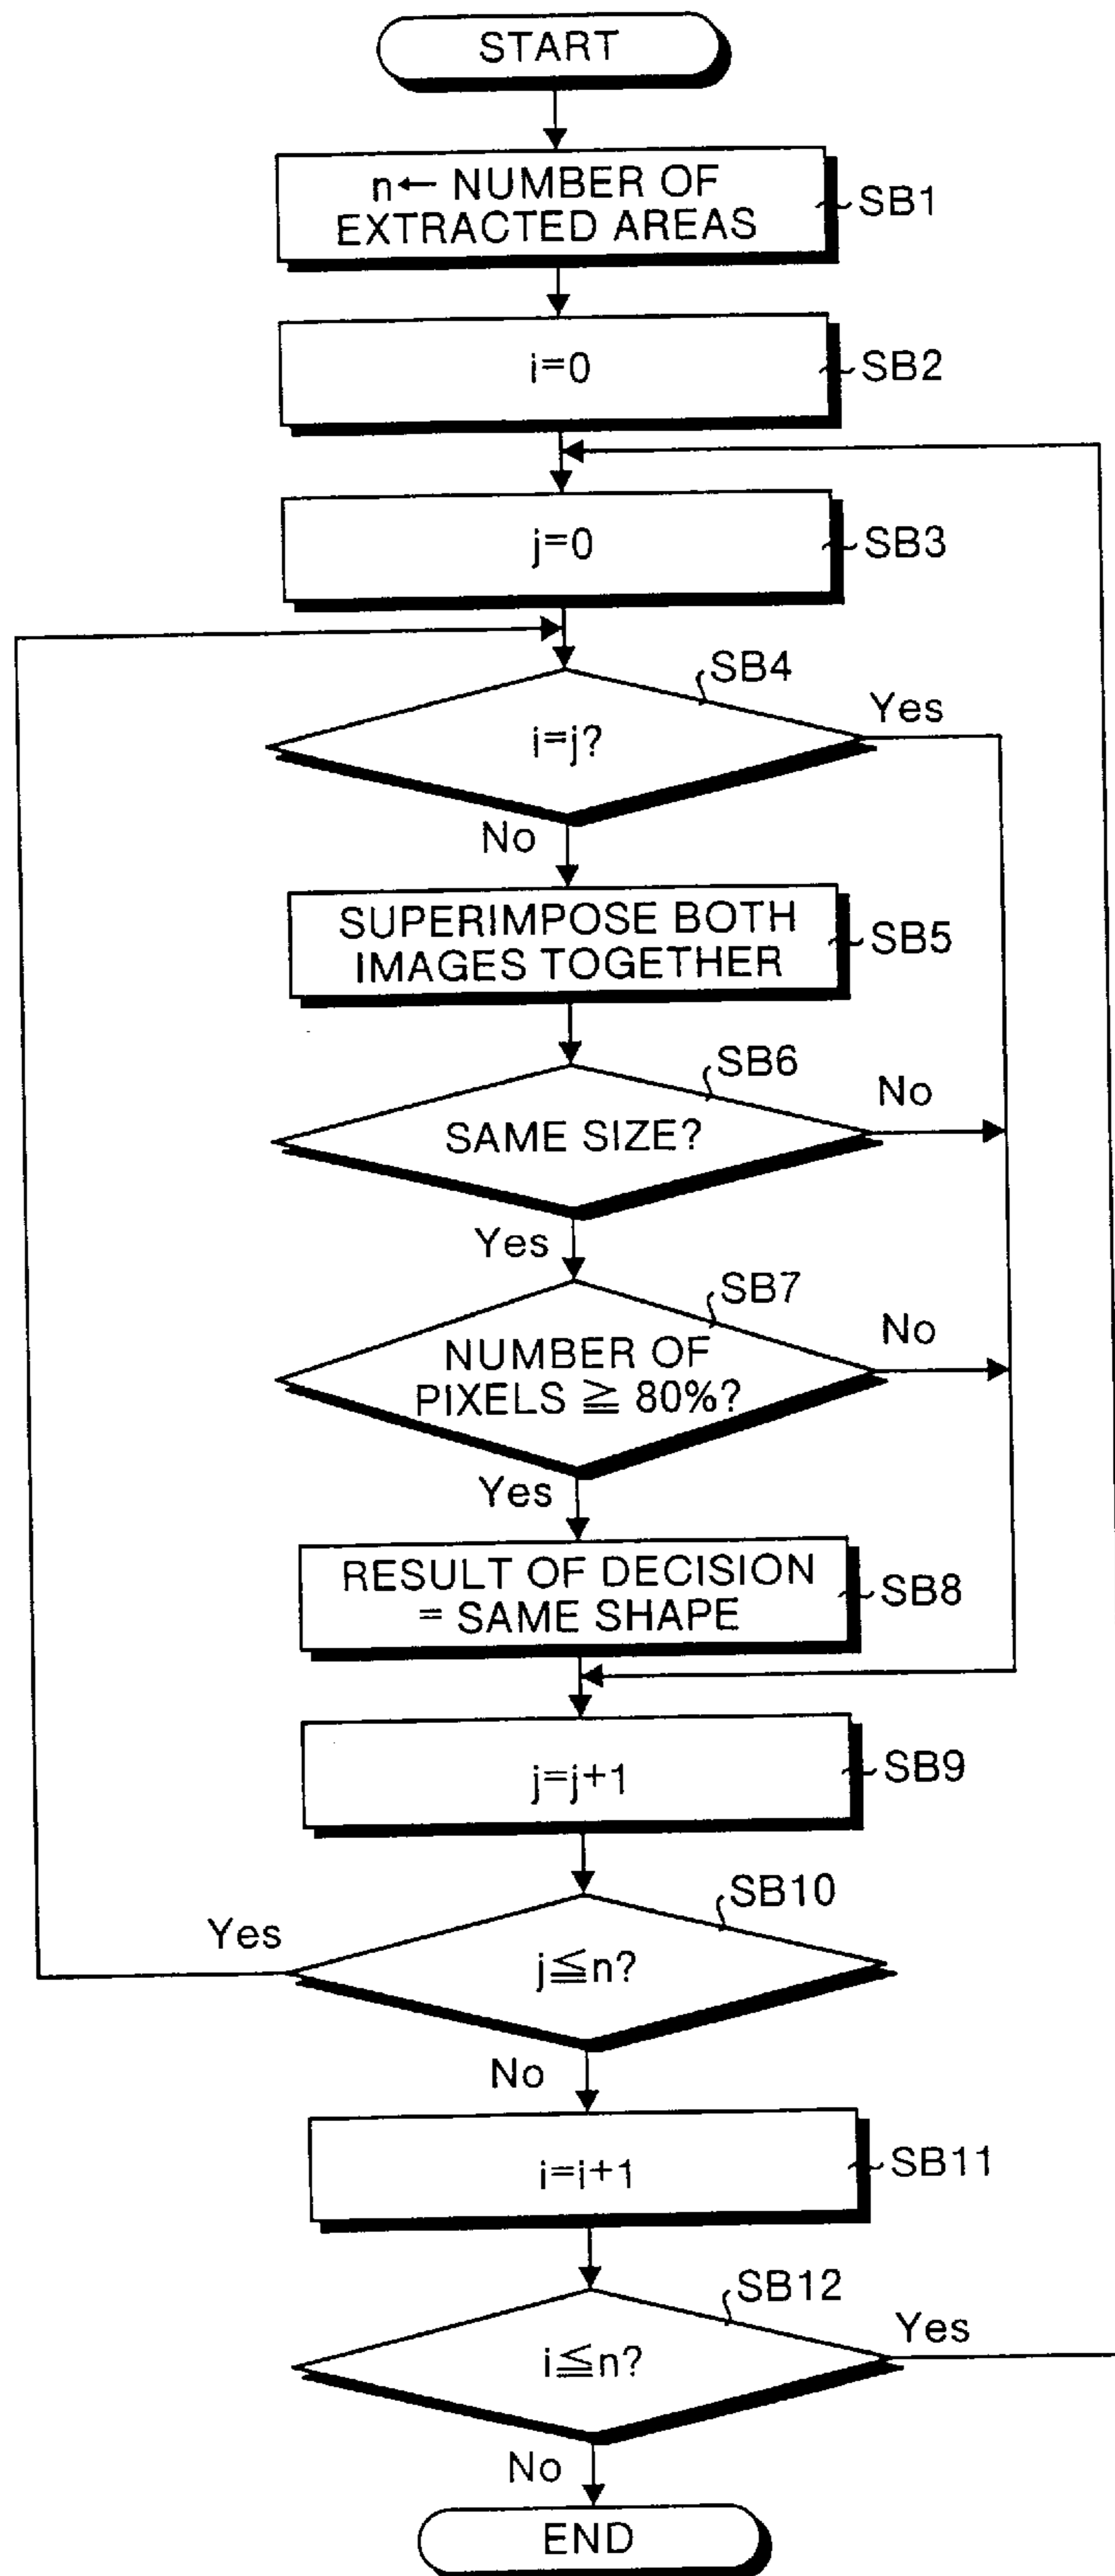 START
n← NUMBER OF
EXTRACTED AREAS
SB1
i=0
SB2
j=0
SB3
SB4
i=j?
Yes
No
SUPERIMPOSE BOTH
IMAGES TOGETHER
SB5
SB6
SAME SIZE?
No
Yes
SB7
NUMBER OF
PIXELS ≧ 80%?
No
Yes
RESULT OF DECISION
= SAME SHAPE
SB8
j=j+1
SB9
SB10
Yes
j≦n?
No
i=i+1
SB11
SB12
i≦n?
Yes
No
END